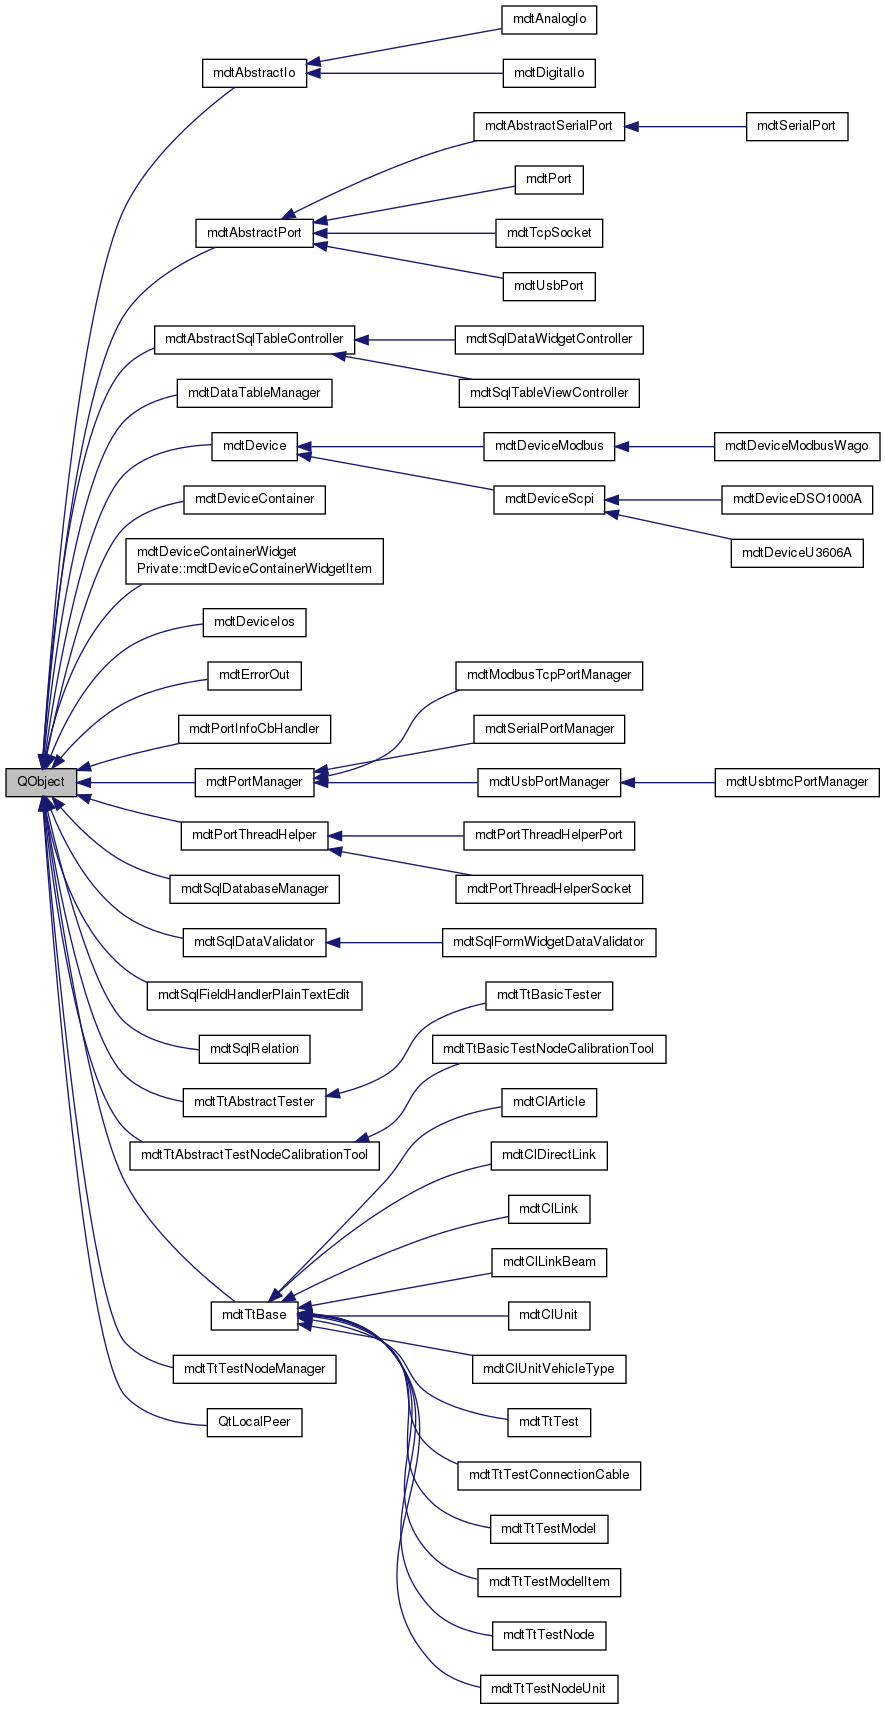 mdtAnalogIo
mdtAbstractIo
mdtDigitalIo
mdtAbstractSerialPort
mdtSerialPort
mdtPort
mdtAbstractPort
mdtTcpSocket
mdtUsbPort
mdtAbstractSqlTableController
mdtSqlDataWidgetController
mdtDataTableManager
mdtSqlTableViewController
mdtDevice
mdtDeviceModbus
mdtDeviceModbusWago
mdtDeviceContainer
mdtDeviceScpi
mdtDeviceDSO1000A
mdtDeviceContainerWidget
Private::mdtDeviceContainerWidgetItem
mdtDeviceU3606A
mdtDeviceIos
mdtErrorOut
mdtModbusTcpPortManager
mdtPortInfoCbHandler
mdtSerialPortManager
QObject
mdtPortManager
mdtUsbPortManager
mdtUsbtmcPortManager
mdtPortThreadHelper
mdtPortThreadHelperPort
mdtSqlDatabaseManager
mdtPortThreadHelperSocket
mdtSqlDataValidator
mdtSqlFormWidgetDataValidator
mdtSqlFieldHandlerPlainTextEdit
mdtTtBasicTester
mdtSqlRelation
mdtTtBasicTestNodeCalibrationTool
mdtTtAbstractTester
mdtClArticle
mdtTtAbstractTestNodeCalibrationTool
mdtClDirectLink
mdtClLink
mdtClLinkBeam
mdtTtBase
mdtClUnit
mdtTtTestNodeManager
mdtClUnitVehicleType
QtLocalPeer
mdtTtTest
mdtTtTestConnectionCable
mdtTtTestModel
mdtTtTestModelItem
mdtTtTestNode
mdtTtTestNodeUnit